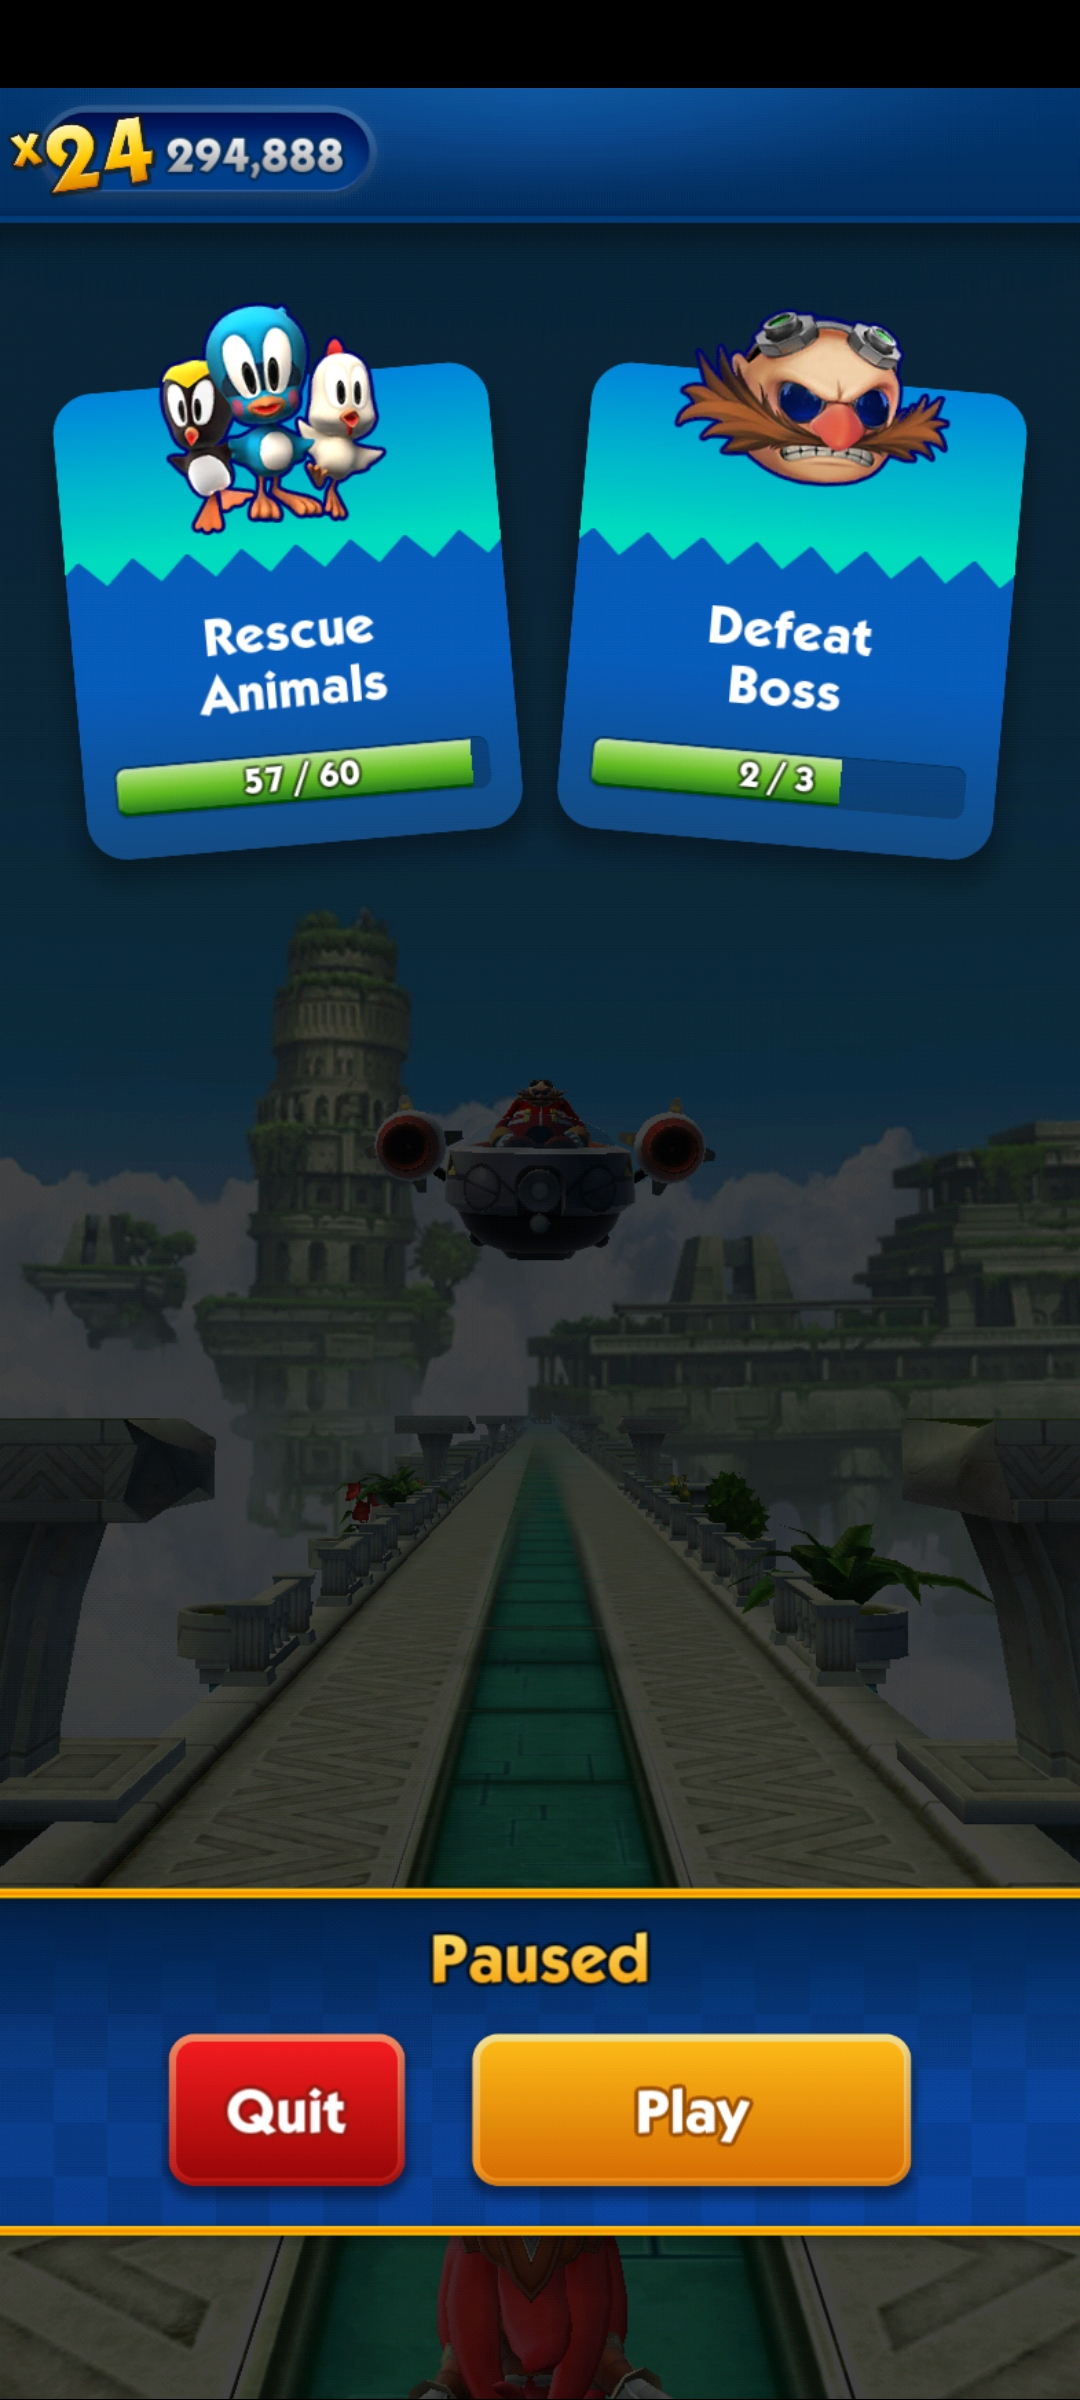 x24 294,888
Rescue
Animals
57 / 60
Defeat
Boss
2 / 3
Paused
Quit
Play